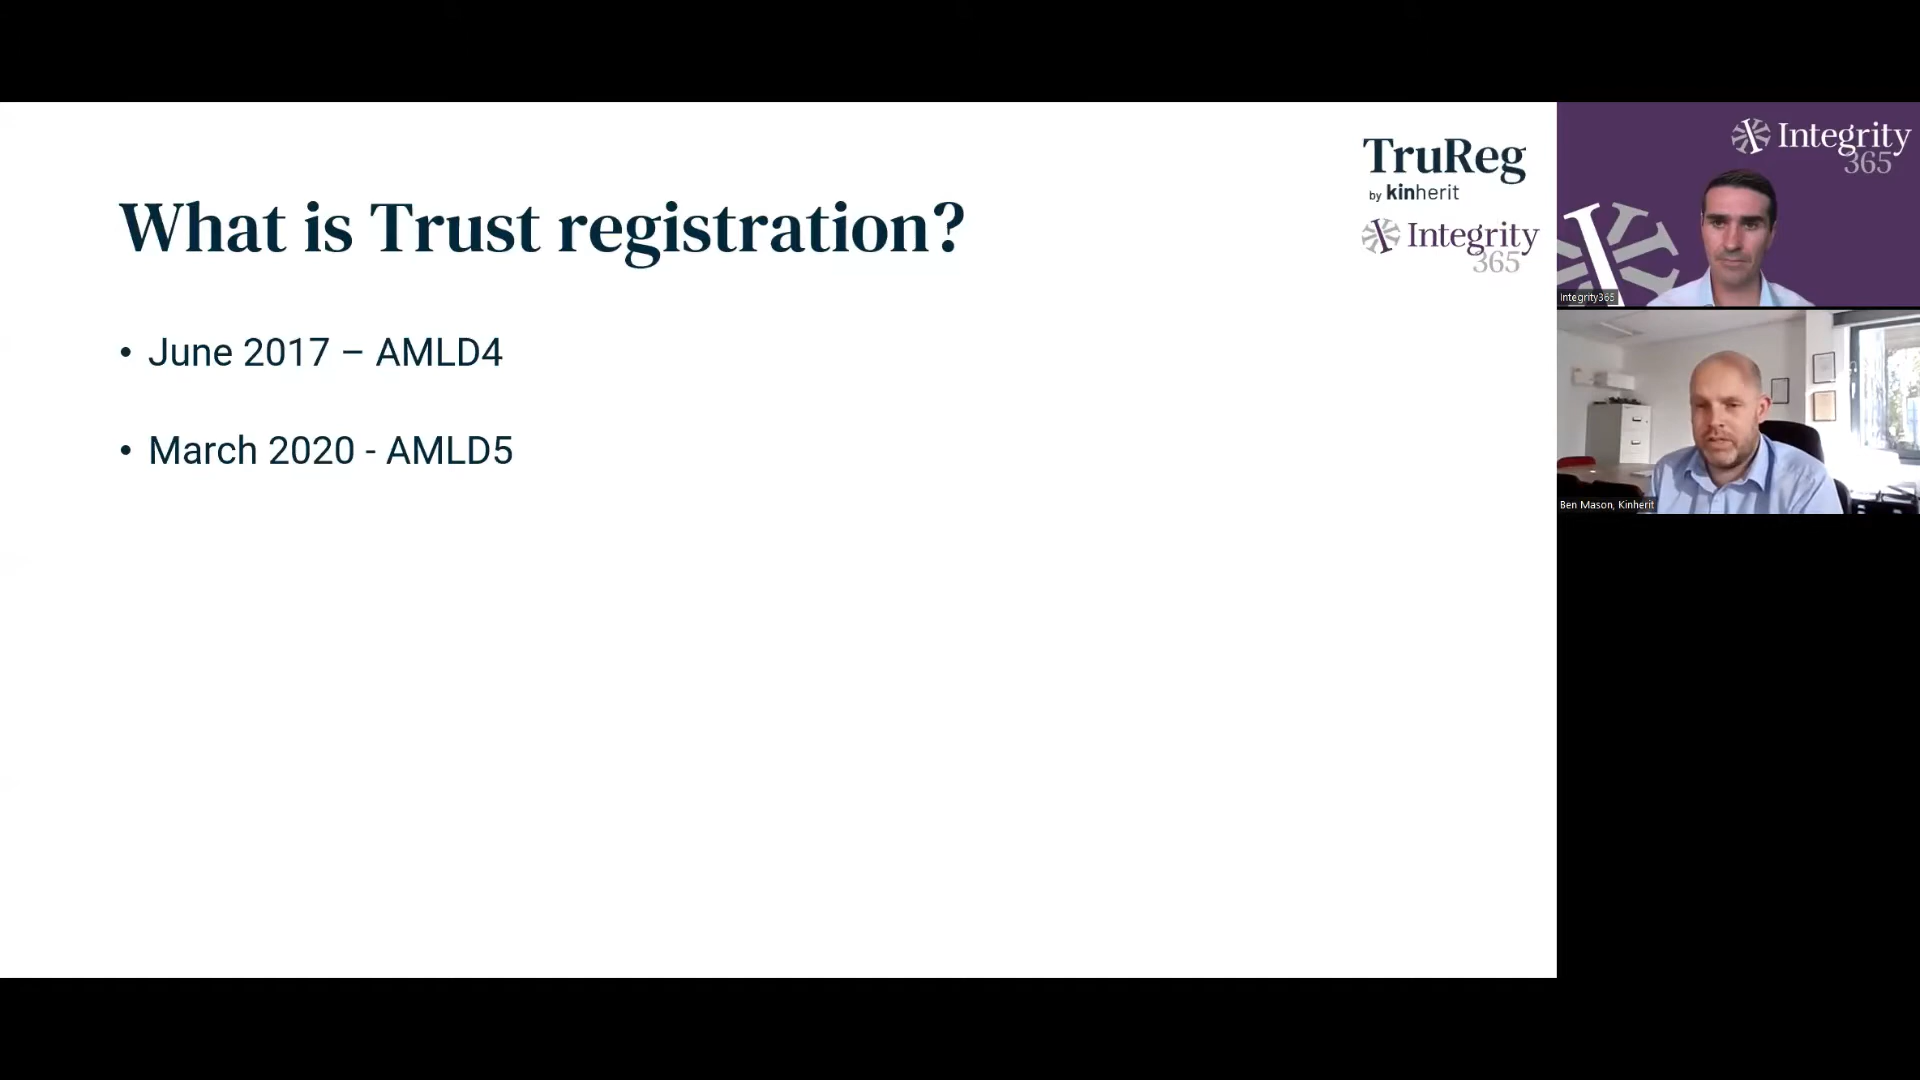 What is Trust registration?
• June 2017 – AMLD4
• March 2020 - AMLD5
TruReg
by kinherit
Integrity
365
Integrity
365
Integrity365
Ben Mason, Kinherit